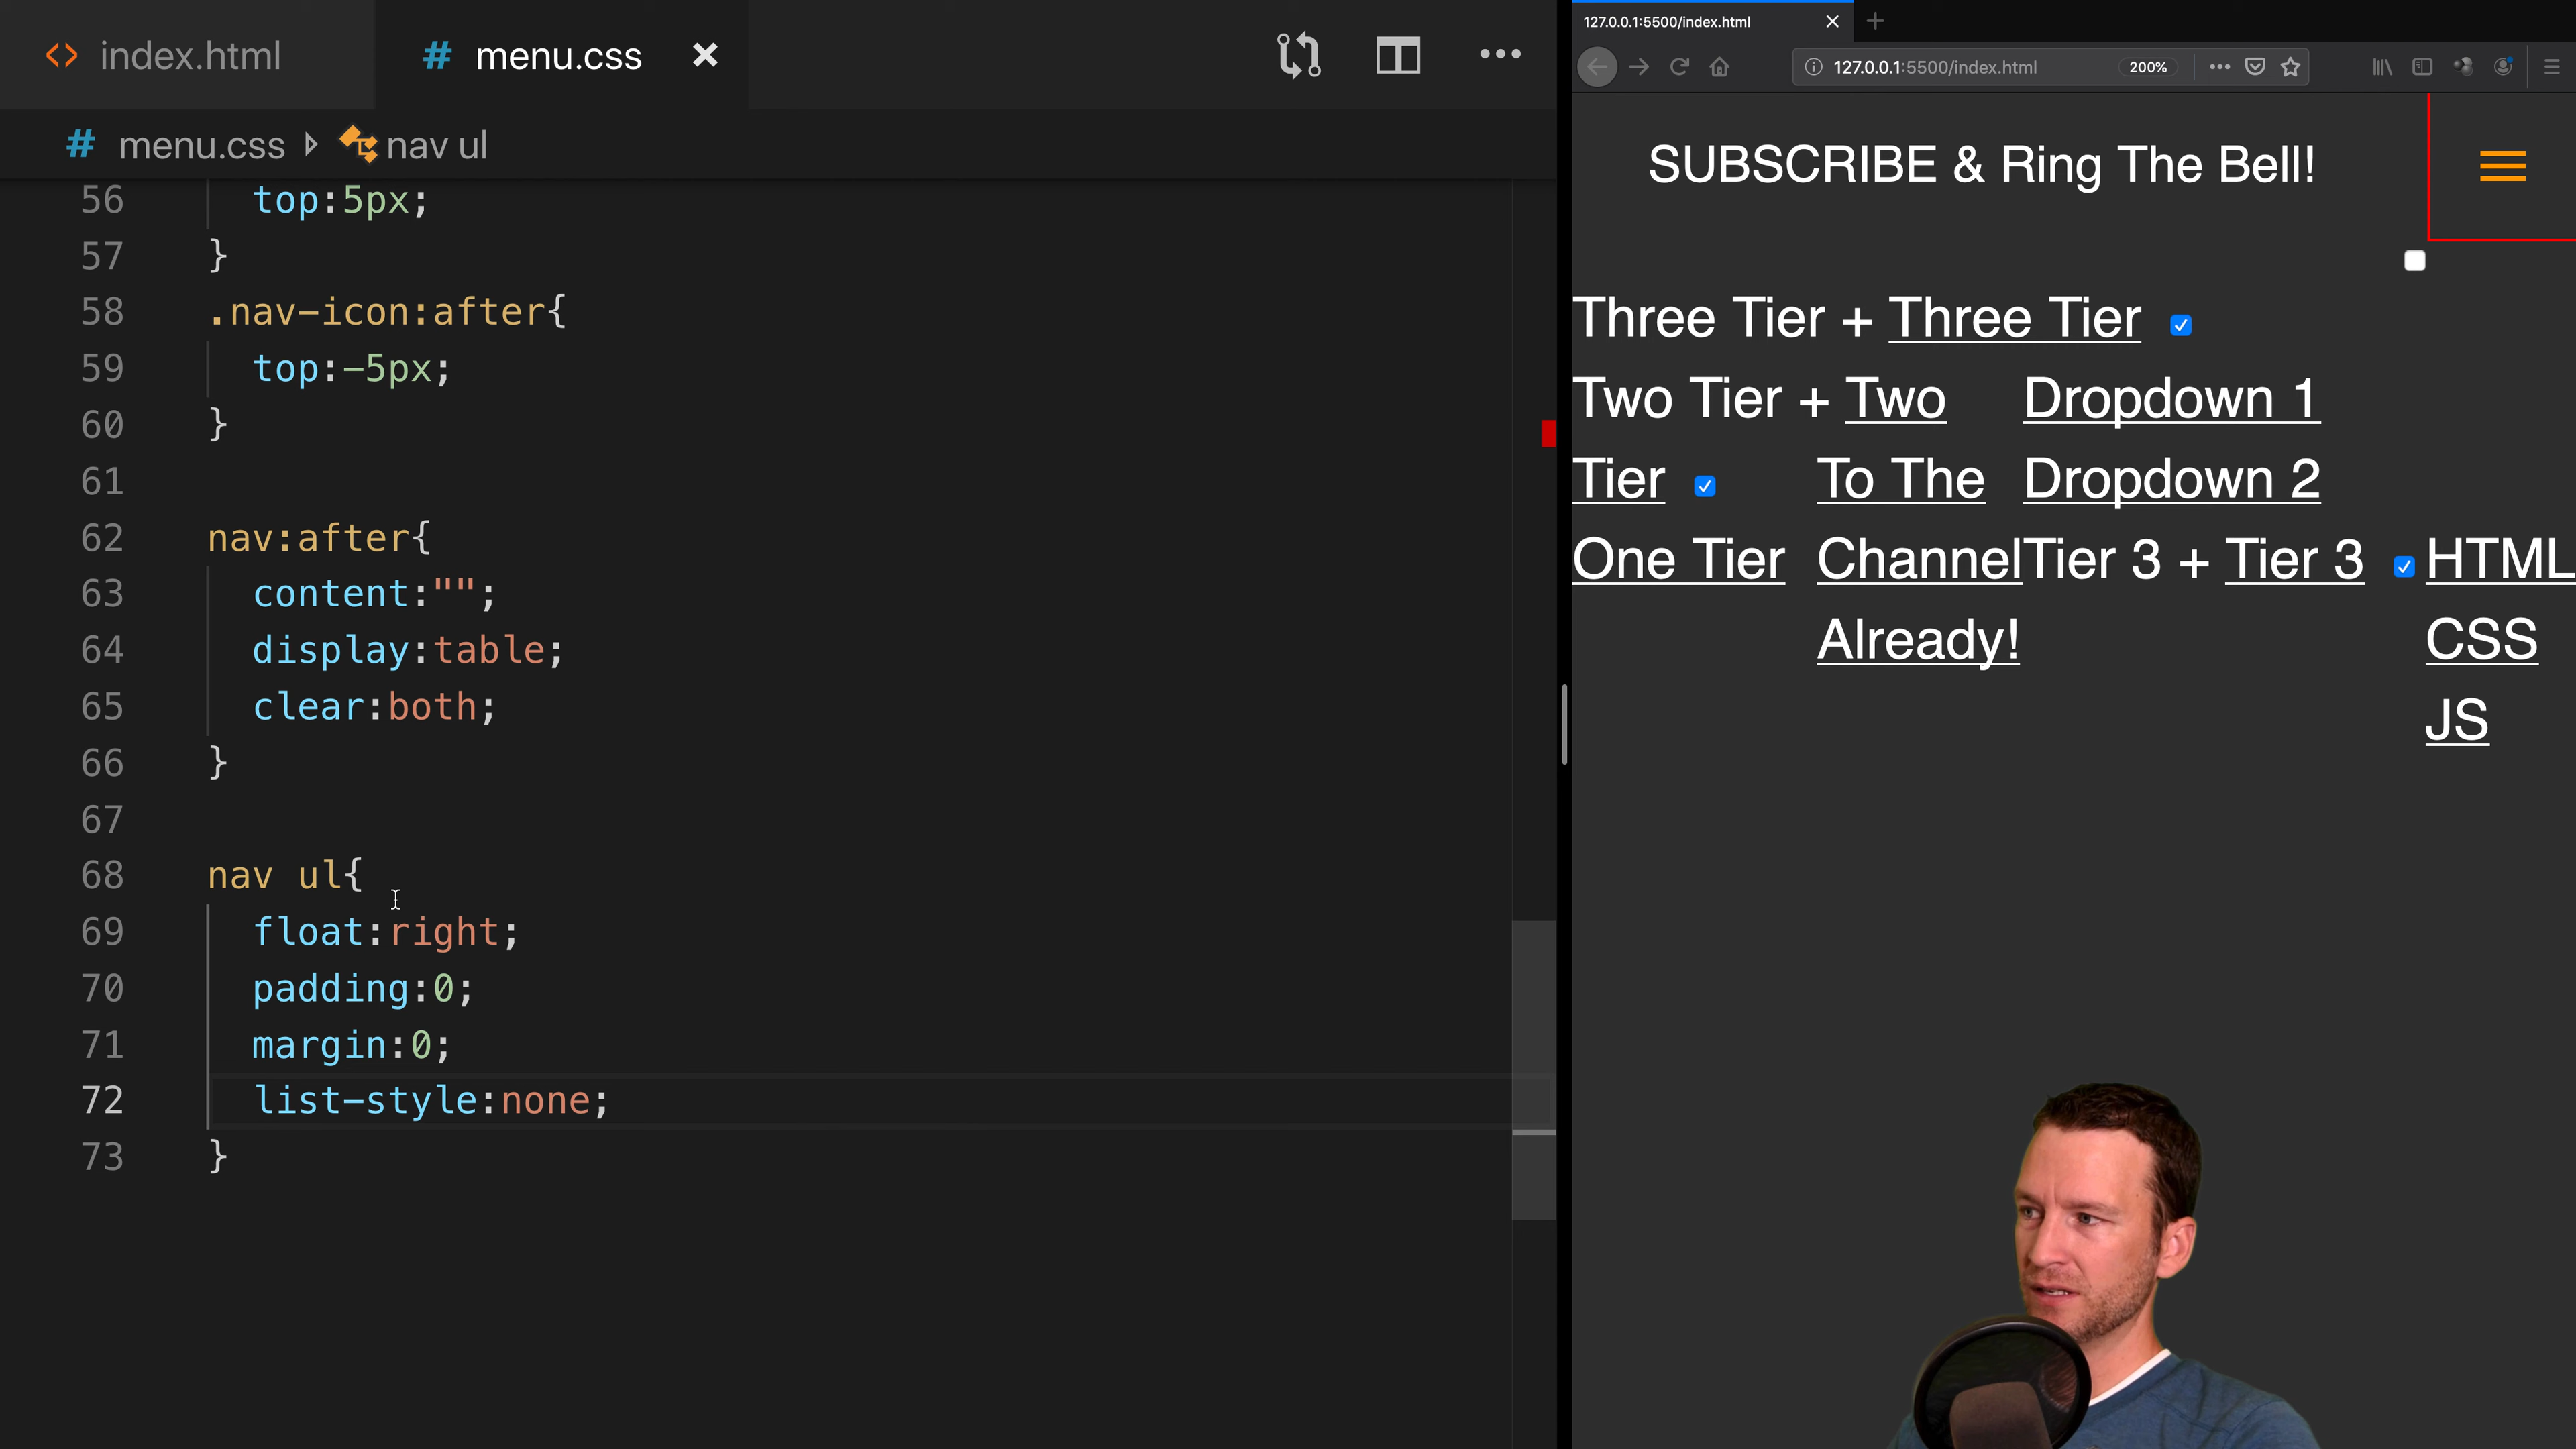 index.html
menu.css
menu.css nav ul
56 top:5px;
57 }
58 .nav-icon:after{
59 top:-5px;
60 }
61
62 nav:after{
63 content:"";
64 display:table;
65 clear:both;
66 }
67
68 nav ul{
69 float:right;
70 padding:0;
71 margin:0;
72 list-style:none;
73 }
127.0.0.1:5500/index.html
127.0.0.1:5500/index.html 200%
SUBSCRIBE & Ring The Bell!
Three Tier + Three Tier
Two Tier + Two Dropdown 1
Tier To The Dropdown 2
One Tier Channel Tier 3 + Tier 3 HTML
Already! CSS
JS